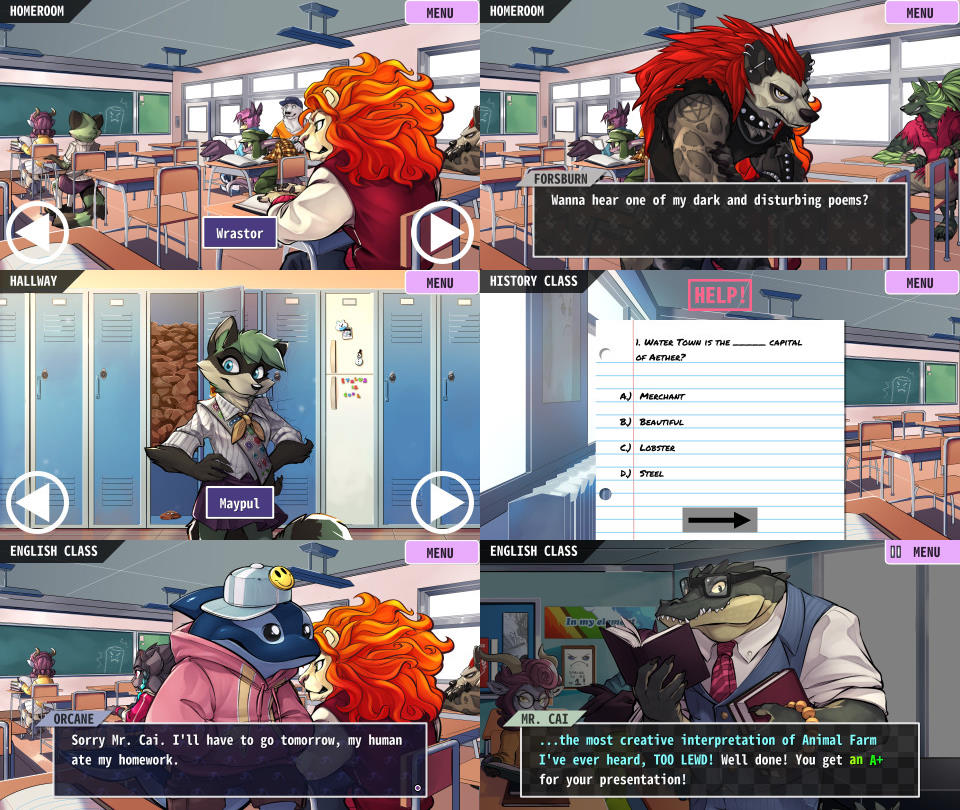 HOMEROOM
MENU
Wrastor
HOMEROOM
MENU
FORSBURN
Wanna hear one of my dark and disturbing poems?
HALLWAY
MENU
Maypul
HISTORY CLASS
MENU
HELP!
1. WATER TOWN IS THE _____ CAPITAL
OF AETHER?
A.) MERCHANT
B.) BEAUTIFUL
C.) LOBSTER
D.) STEEL
ENGLISH CLASS
MENU
ORCANE
Sorry Mr. Cai. I'll have to go tomorrow, my human
ate my homework.
ENGLISH CLASS
MENU
In my element
MR. CAI
...the most creative interpretation of Animal Farm
I've ever heard, TOO LEWD! Well done! You get an A+
for your presentation!